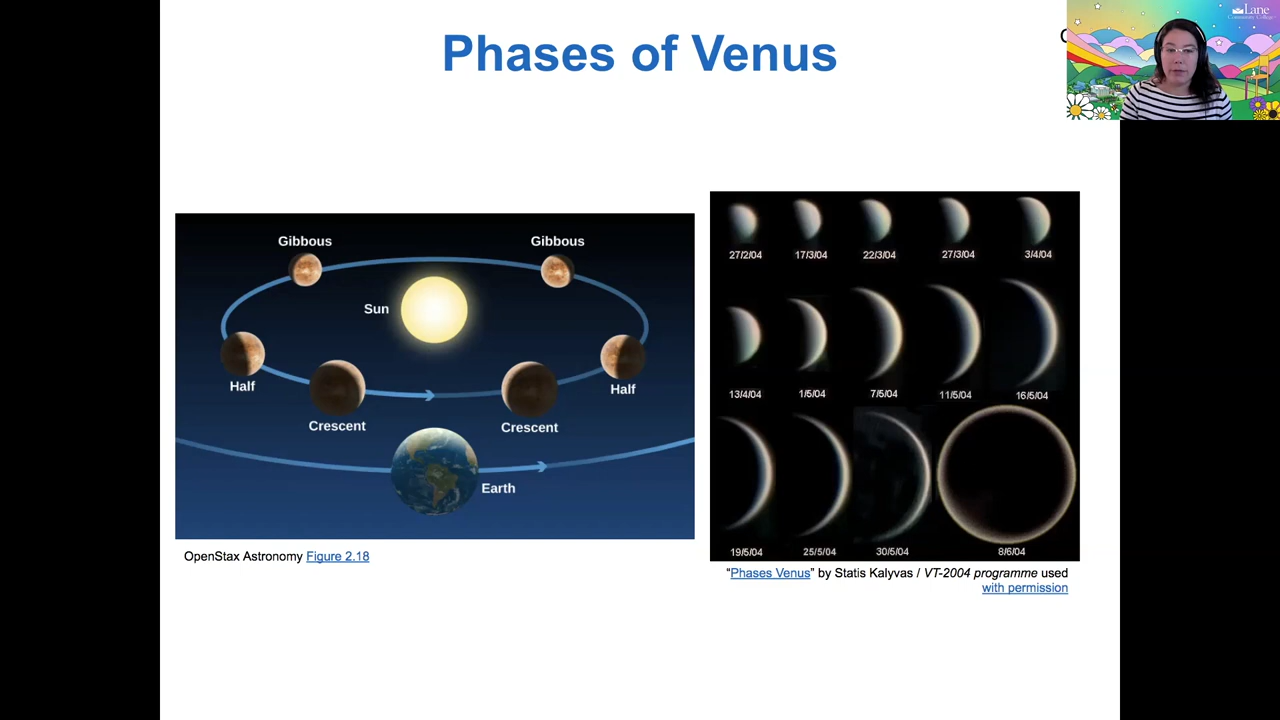 Phases of Venus
Lane
Community College
Gibbous
Gibbous
Sun
Half
Half
Crescent
Crescent
Earth
OpenStax Astronomy Figure 2.18
27/2/04 17/3/04 22/3/04 27/3/04 3/4/04
13/4/04 1/5/04 7/5/04 11/5/04 16/5/04
19/5/04 25/5/04 30/5/04 8/6/04
“Phases Venus” by Statis Kalyvas / VT-2004 programme used
with permission